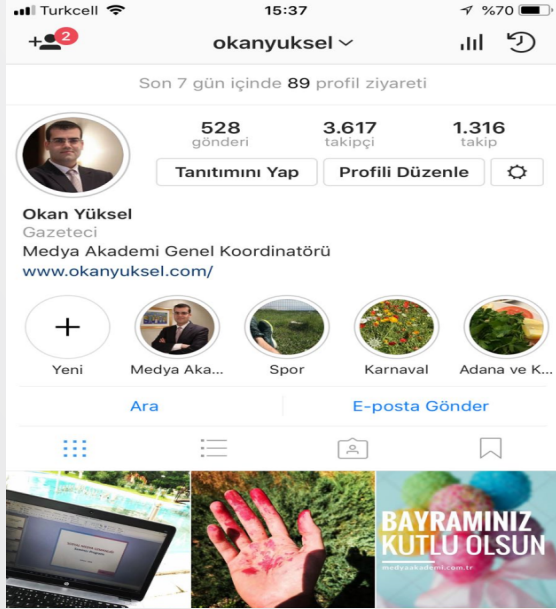 Turkcell 15:37 %70
2
okanyuksel
Son 7 gün içinde 89 profil ziyareti
528 3.617 1.316
gönderi takipçi takip
Tanıtımını Yap Profili Düzenle
Okan Yüksel
Gazeteci
Medya Akademi Genel Koordinatörü
www.okanyuksel.com/
+
Yeni Medya Aka... Spor Karnaval Adana ve K...
Ara E-posta Gönder
BAYRAMINIZ
KUTLU OLSUN
medyaakademi.com.tr